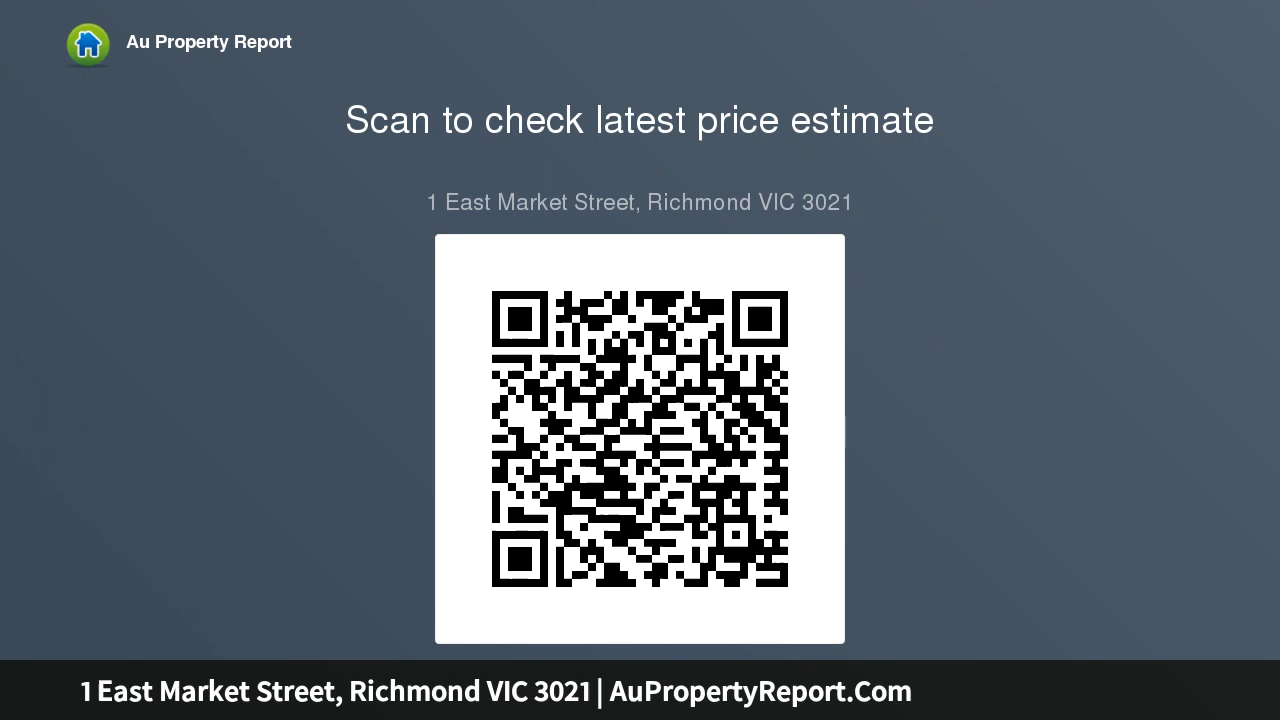 Au Property Report
Scan to check latest price estimate
1 East Market Street, Richmond VIC 3021
1 East Market Street, Richmond VIC 3021 | AuPropertyReport.Com